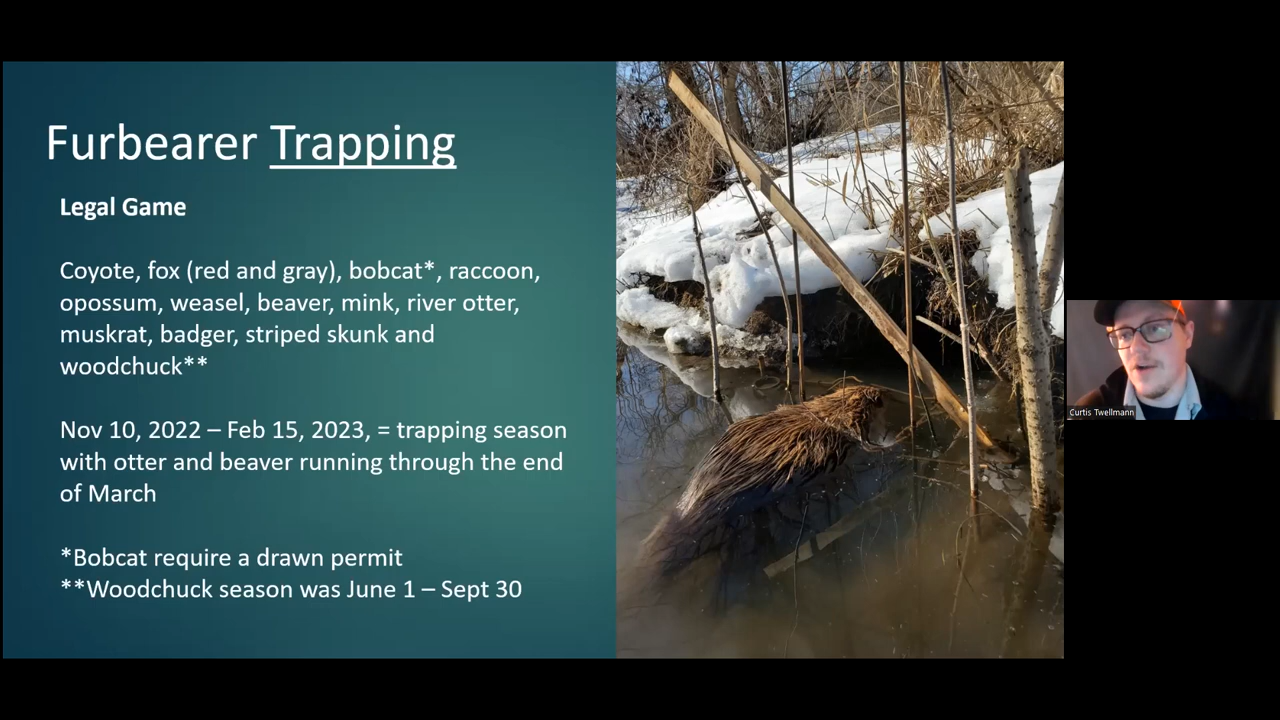 Furbearer Trapping
Legal Game
Coyote, fox (red and gray), bobcat*, raccoon,
opossum, weasel, beaver, mink, river otter,
muskrat, badger, striped skunk and
woodchuck**
Nov 10, 2022 – Feb 15, 2023, = trapping season
with otter and beaver running through the end
of March
*Bobcat require a drawn permit
**Woodchuck season was June 1 – Sept 30
Curtis Twellmann